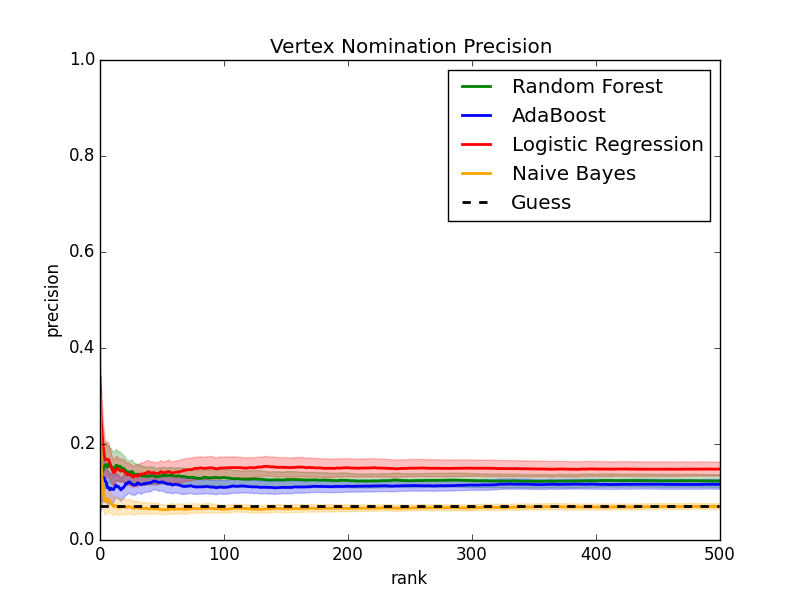 Vertex Nomination Precision
1.0
0.8
0.6
0.4
0.2
0.0
precision
Random Forest
AdaBoost
Logistic Regression
Naive Bayes
Guess
0 100 200 300 400 500
rank